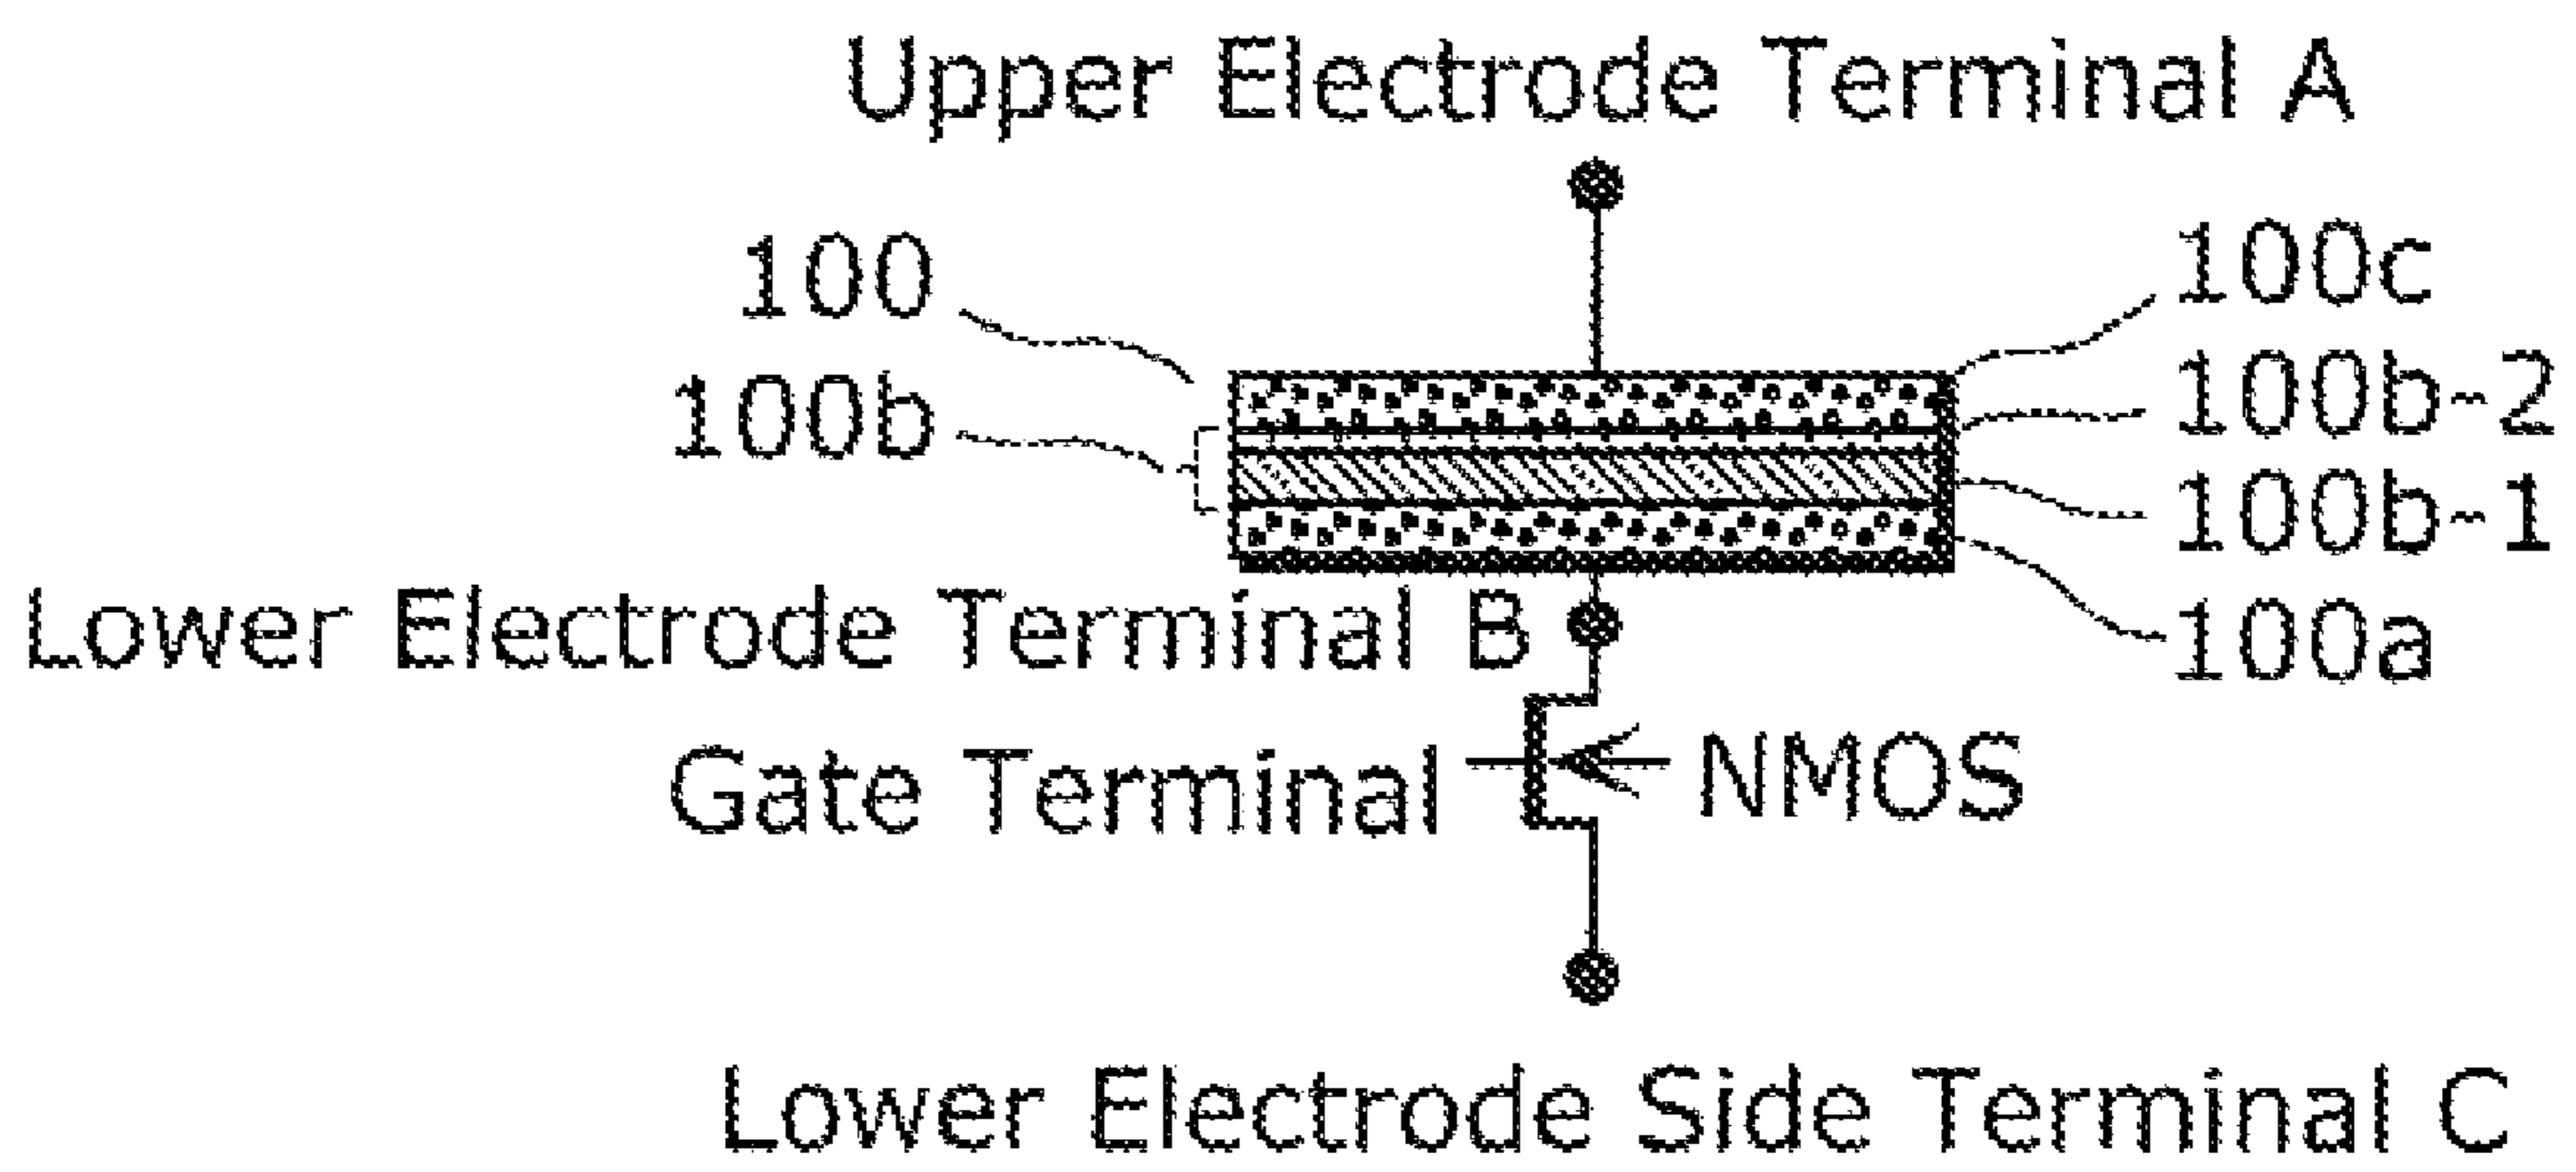 Upper Electrode Terminal A
100
100c
100b
100b-2
100b-1
Lower Electrode Terminal B
100a
Gate Terminal
NMOS
Lower Electrode Side Terminal C